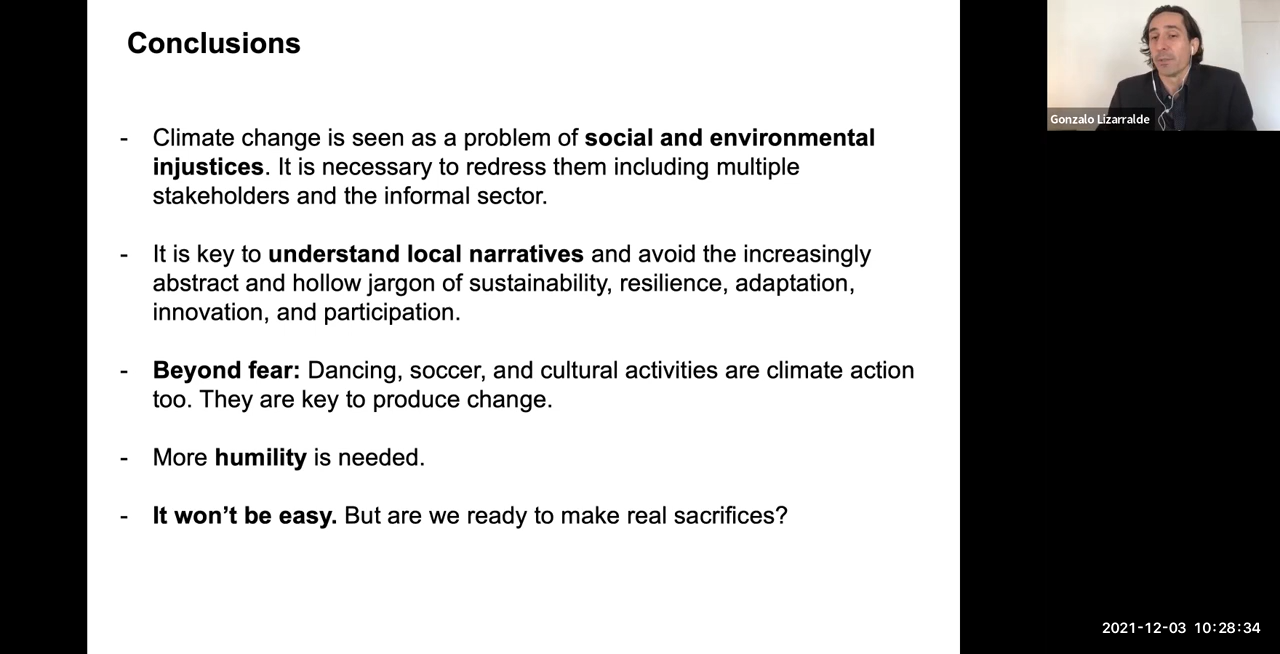 Conclusions
- Climate change is seen as a problem of social and environmental
injustices. It is necessary to redress them including multiple
stakeholders and the informal sector.
- It is key to understand local narratives and avoid the increasingly
abstract and hollow jargon of sustainability, resilience, adaptation,
innovation, and participation.
- Beyond fear: Dancing, soccer, and cultural activities are climate action
too. They are key to produce change.
- More humility is needed.
- It won’t be easy. But are we ready to make real sacrifices?
Gonzalo Lizarralde
2021-12-03 10:28:34